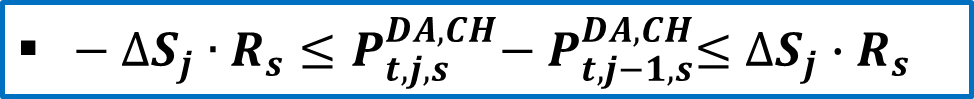 ▪ − ΔS_j · R_s ≤ P_{t,j,s}^{DA,CH} − P_{t,j−1,s}^{DA,CH} ≤ ΔS_j · R_s